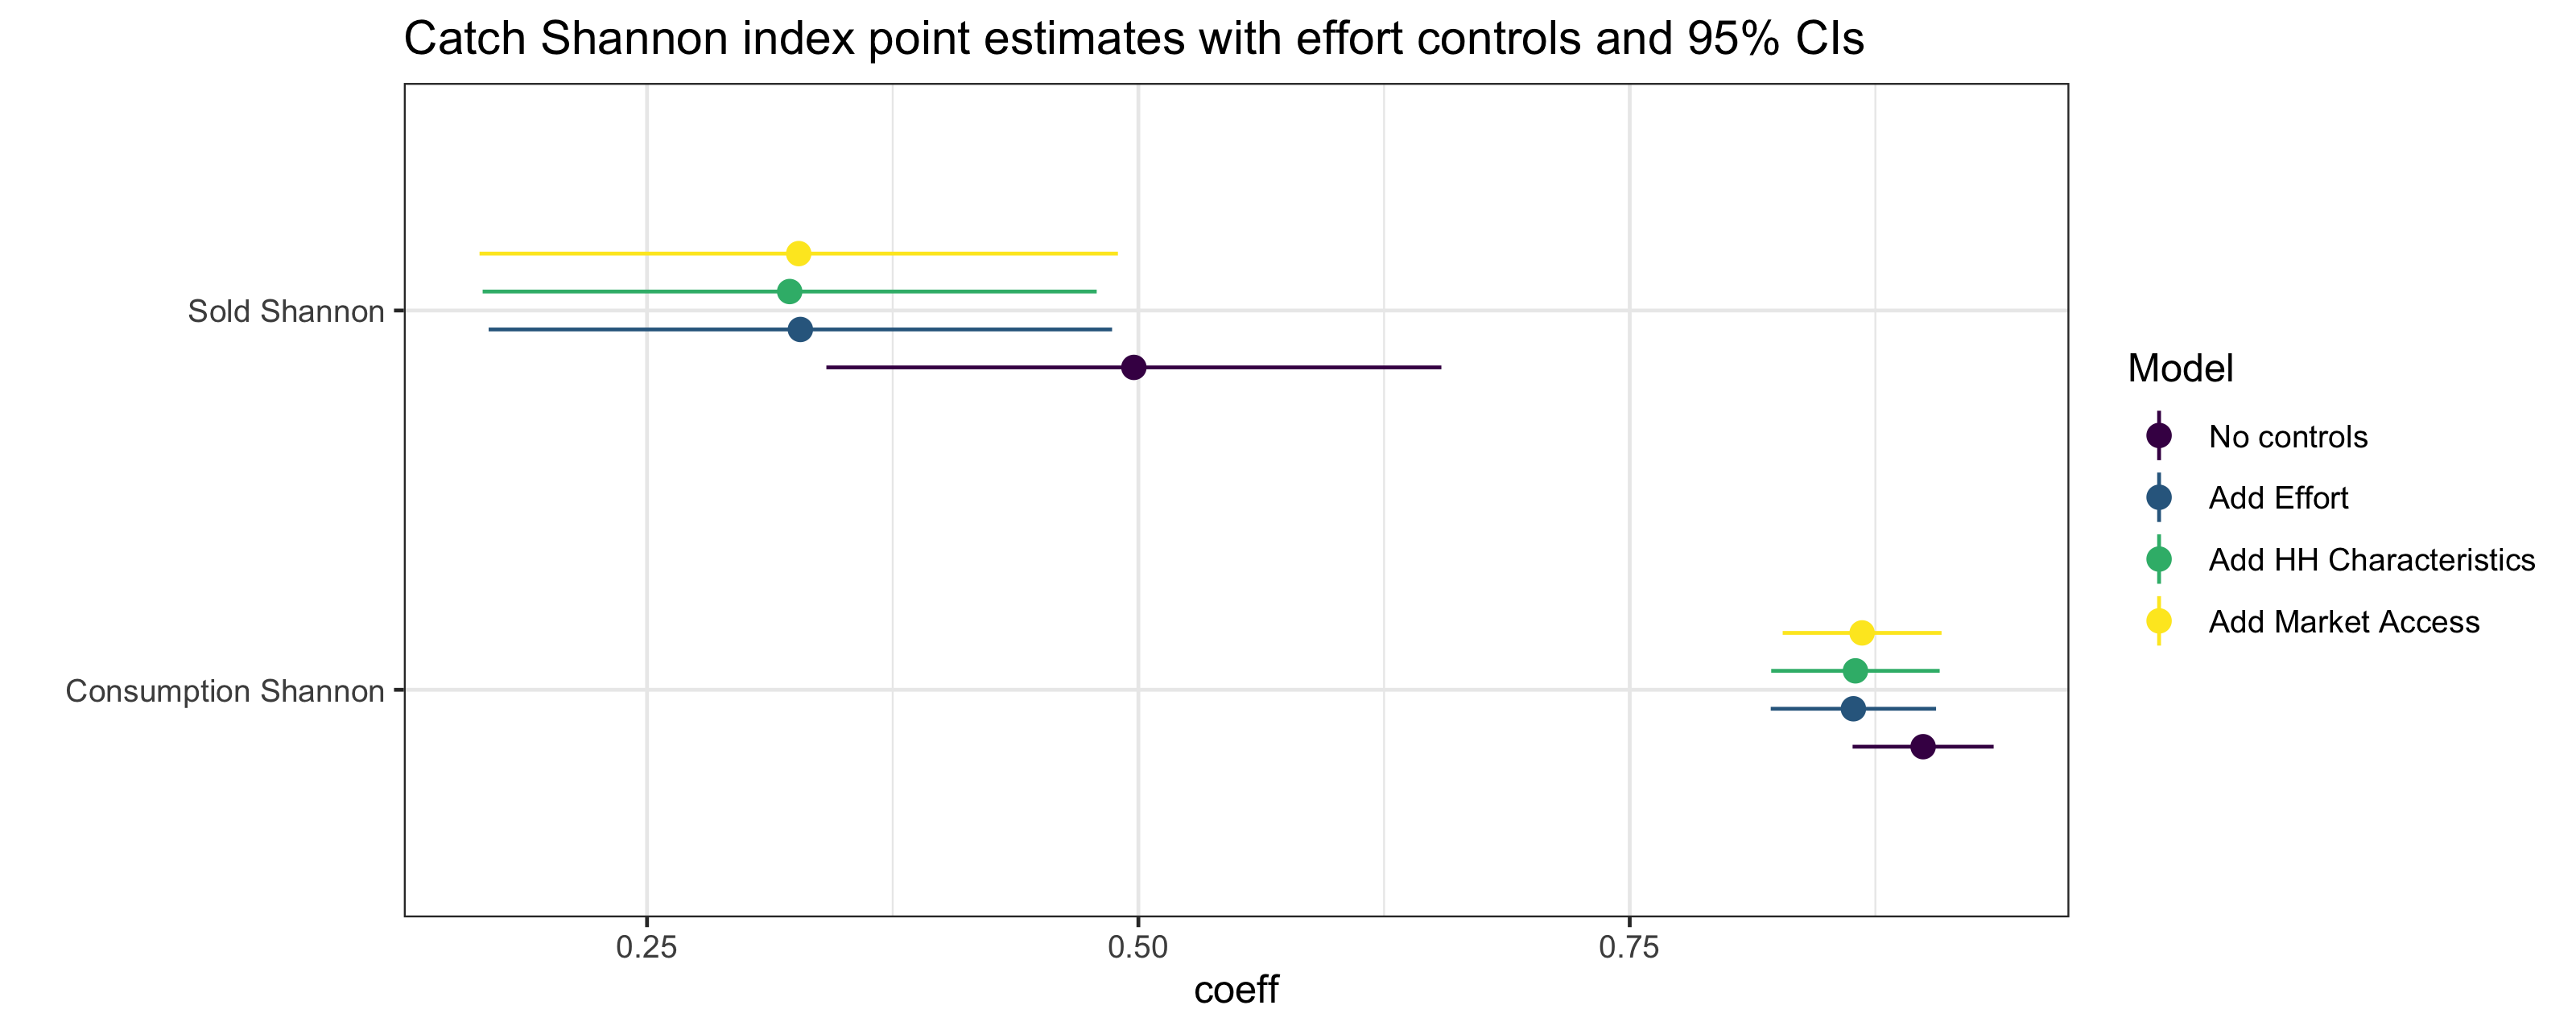 Catch Shannon index point estimates with effort controls and 95% CIs
Sold Shannon
Consumption Shannon
0.25
0.50
0.75
coeff
Model
No controls
Add Effort
Add HH Characteristics
Add Market Access